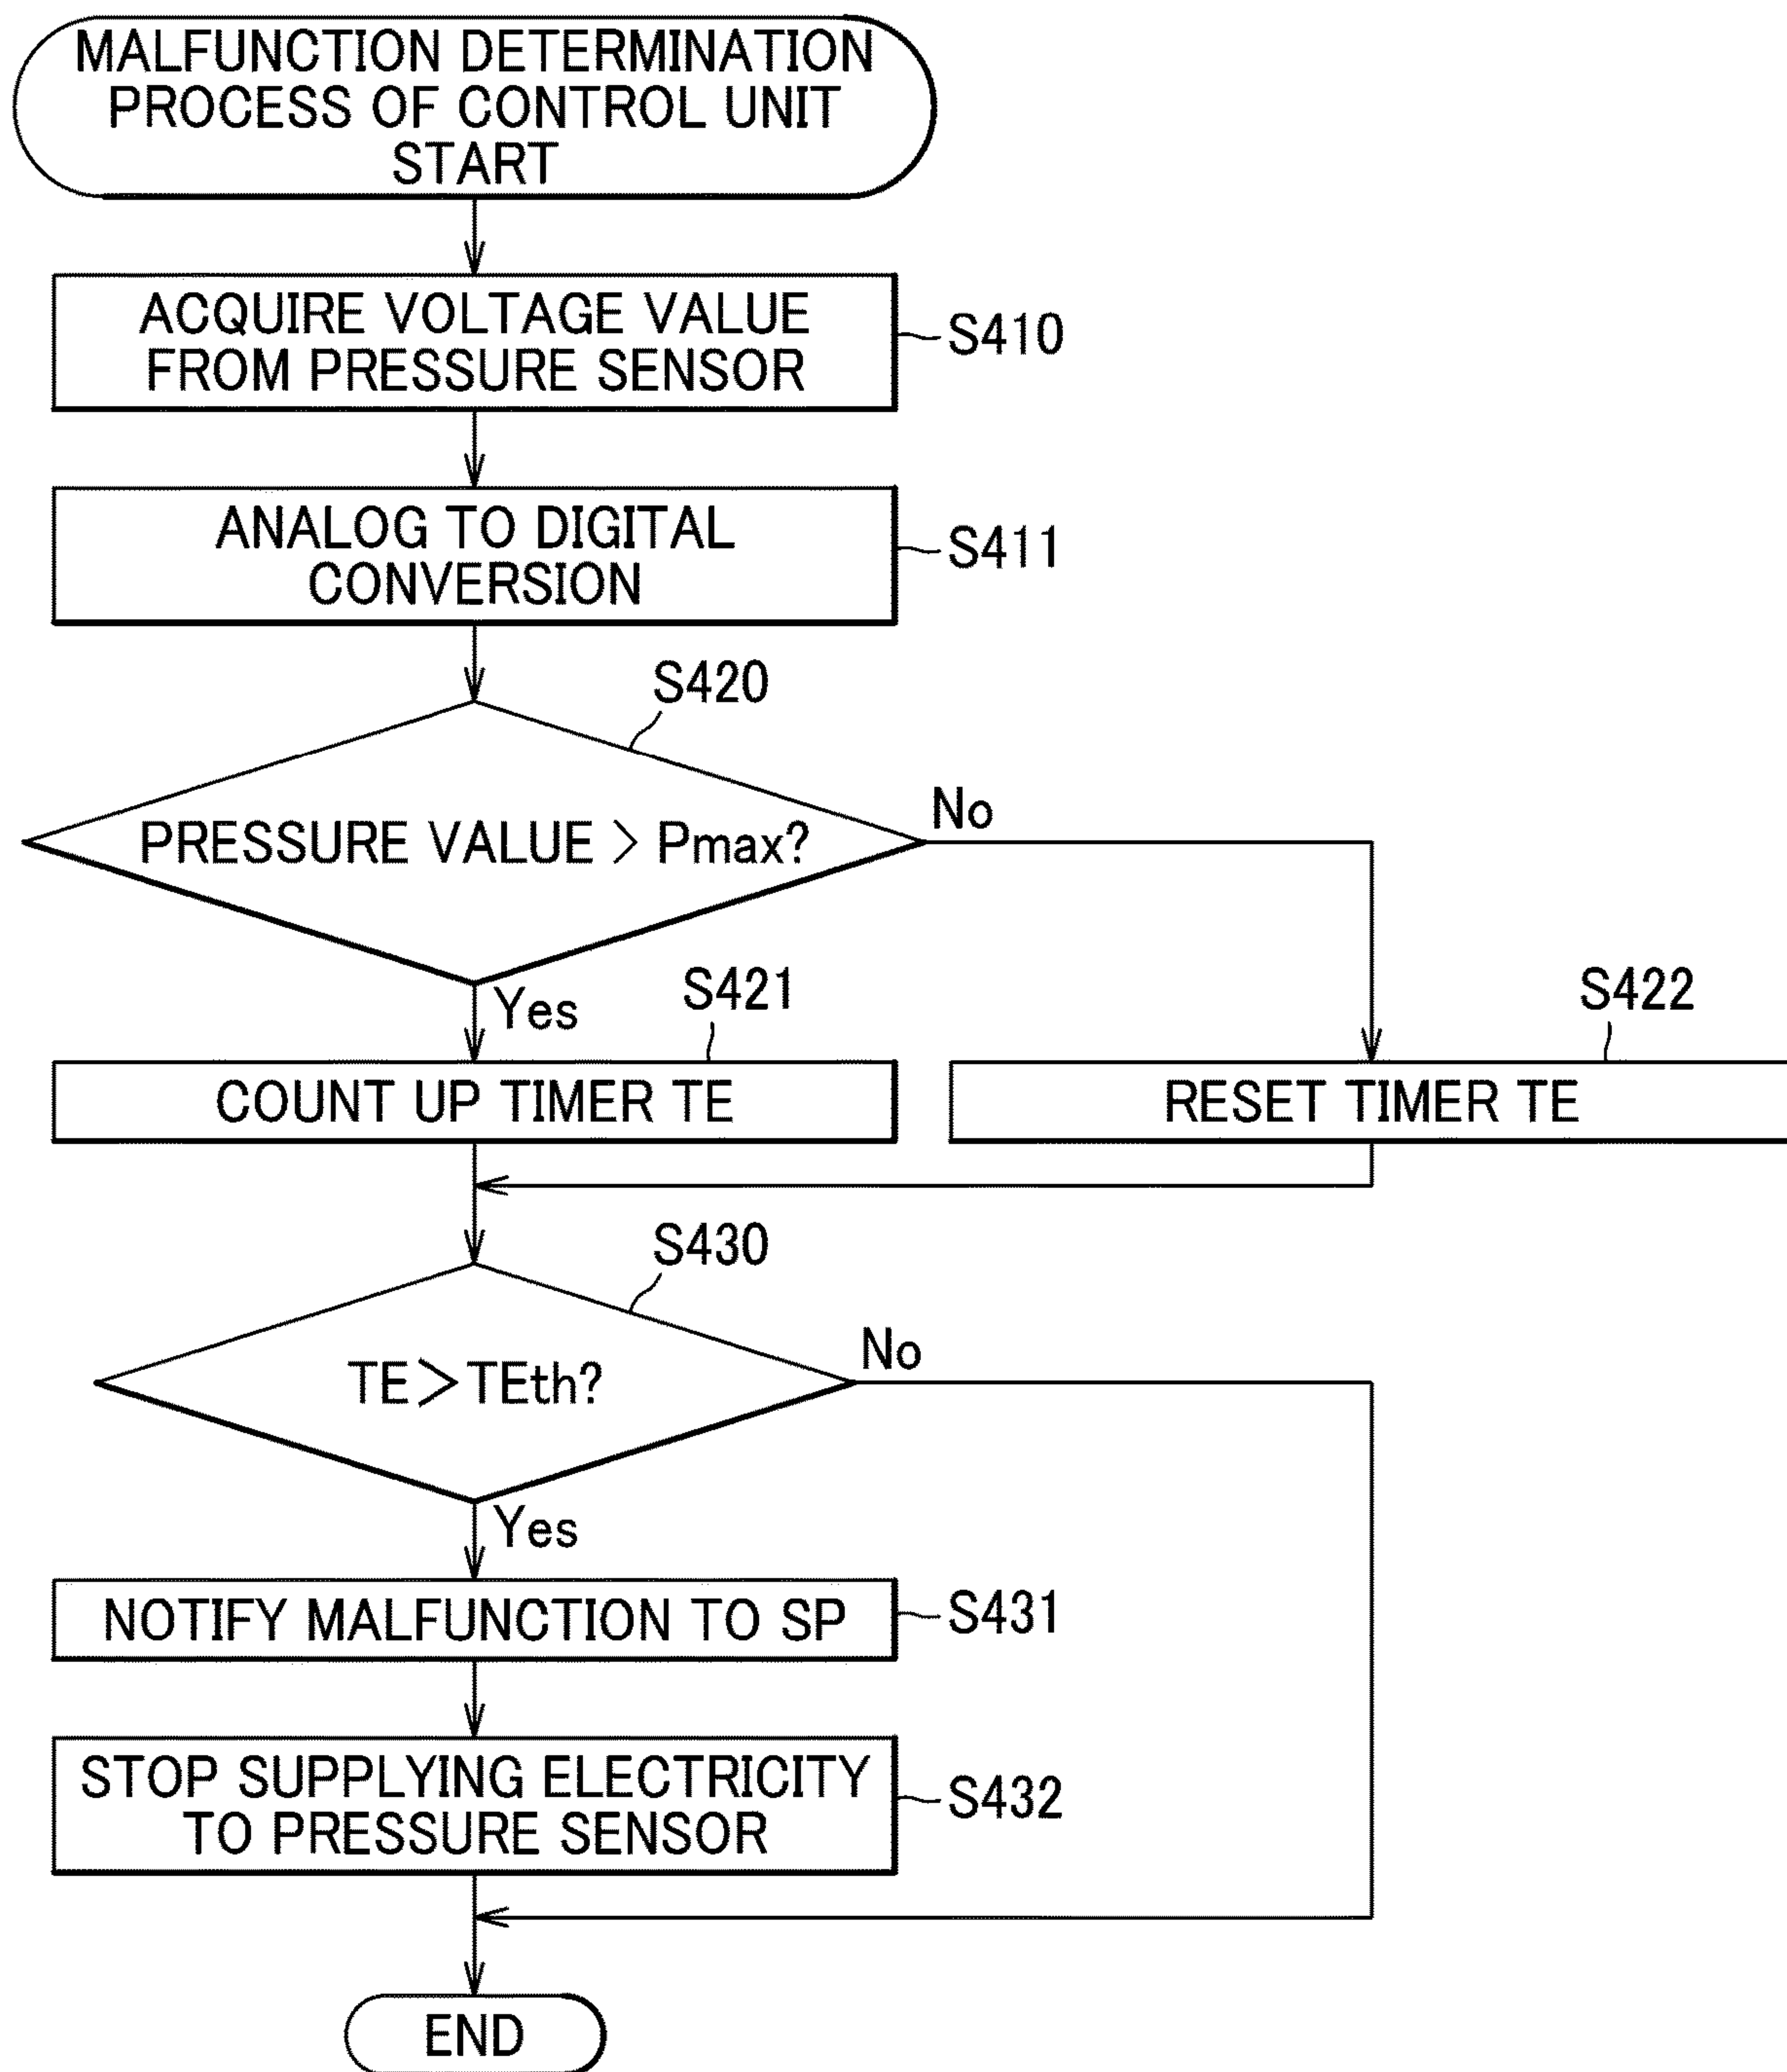 MALFUNCTION DETERMINATION
PROCESS OF CONTROL UNIT
START
ACQUIRE VOLTAGE VALUE
FROM PRESSURE SENSOR
S410
ANALOG TO DIGITAL
CONVERSION
S411
S420
PRESSURE VALUE > Pmax?
No
Yes
S421
S422
COUNT UP TIMER TE
RESET TIMER TE
S430
TE>TEth?
No
Yes
NOTIFY MALFUNCTION TO SP
S431
STOP SUPPLYING ELECTRICITY
TO PRESSURE SENSOR
S432
END